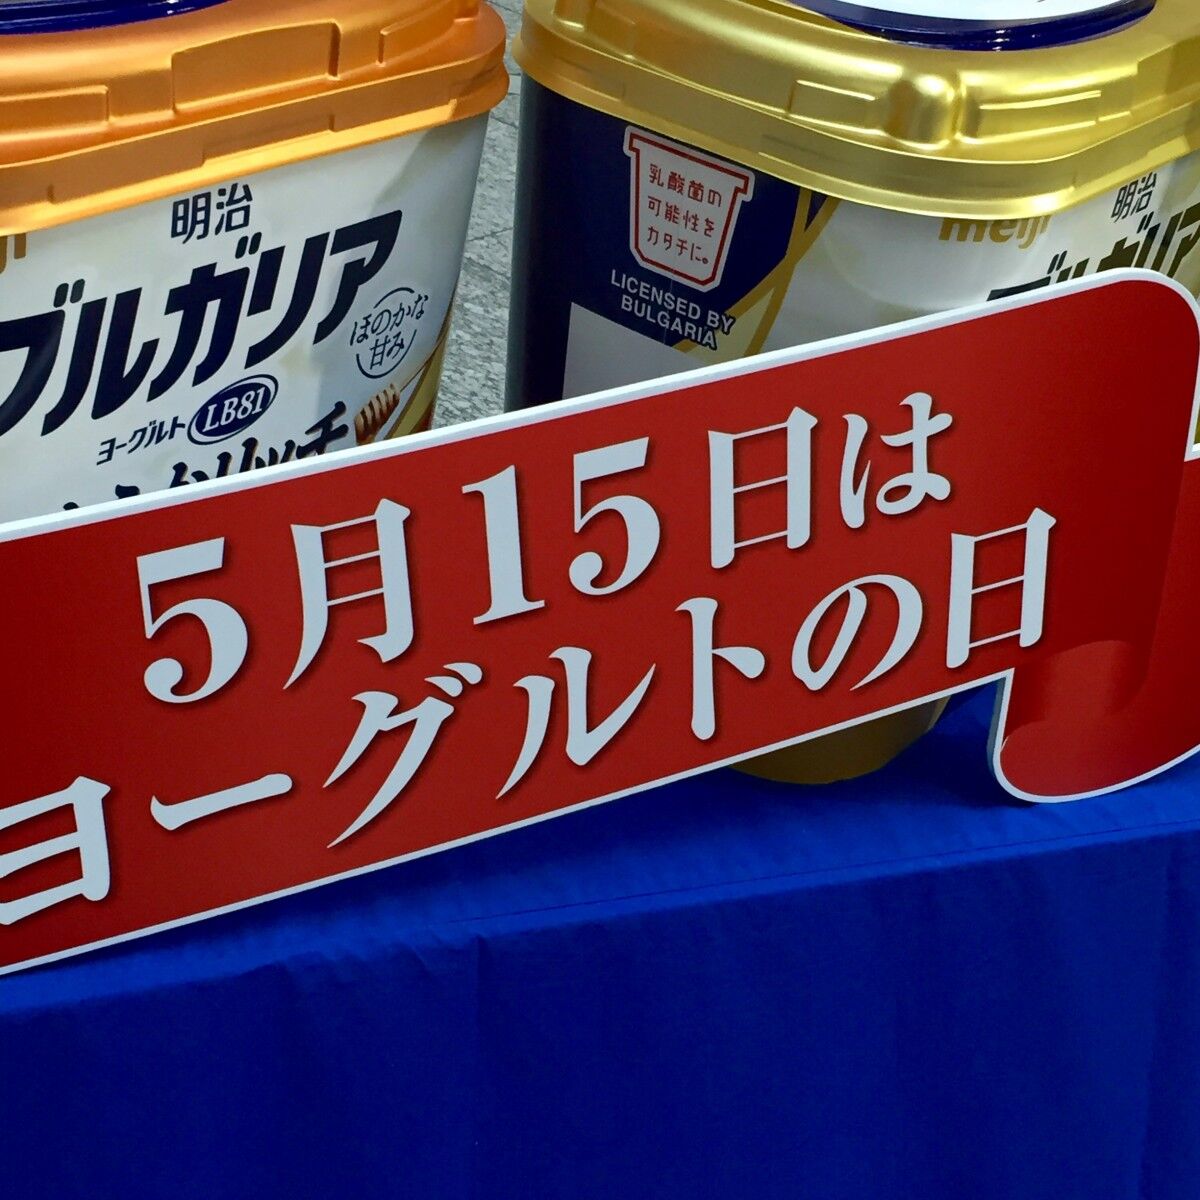 明治
ブルガリア
ほのかな
甘み
ヨーグルト LB81
乳酸菌の
可能性を
カタチに。
LICENSED BY
BULGARIA
meiji
明治
5月15日は
ヨーグルトの日